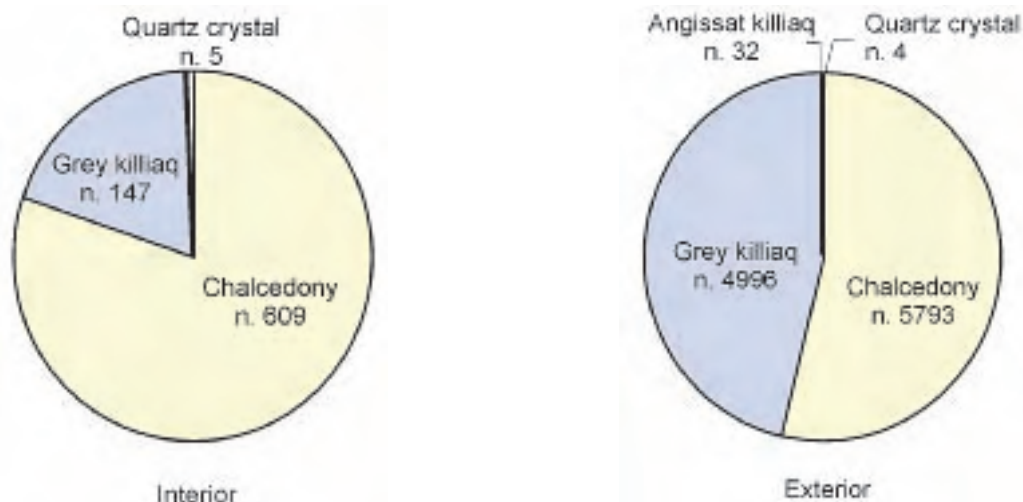 Quartz crystal
n. 5
Grey killiaq
n. 147
Chalcedony
n. 609
Interior
Angissat killiaq
n. 32
Quartz crystal
n. 4
Grey killiaq
n. 4996
Chalcedony
n. 5793
Exterior